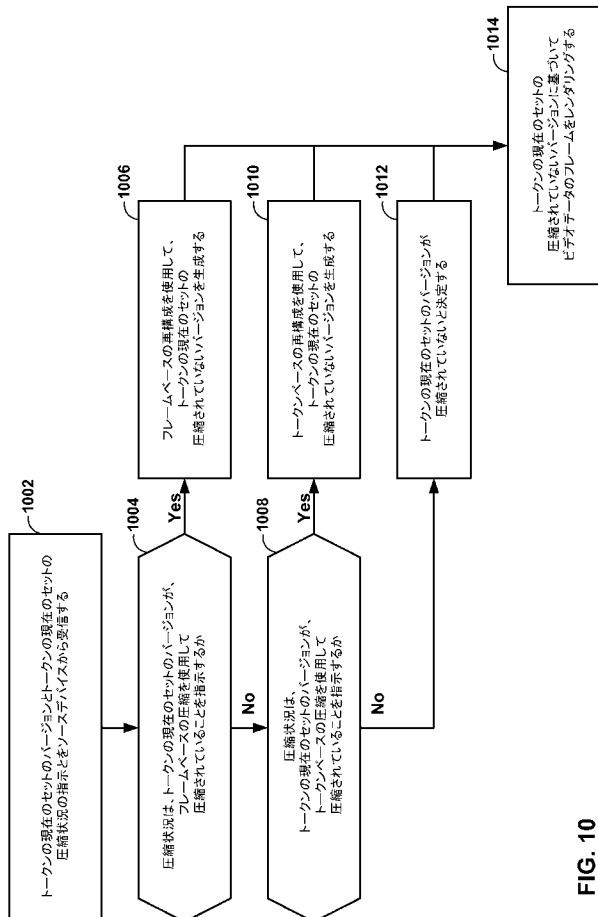 1002
トークンの現在のセットのバージョンとトークンの現在のセットの
圧縮状況の指示とをソースデバイスから受信する
1004
圧縮状況は、トークンの現在のセットのバージョンが、
フレームベースの圧縮を使用して
圧縮されていることを指示するか
Yes
1006
フレームベースの再構成を使用して、
トークンの現在のセットの
圧縮されていないバージョンを生成する
No
1008
圧縮状況は、
トークンの現在のセットのバージョンが、
トークンベースの圧縮を使用して
圧縮されていることを指示するか
Yes
1010
トークンベースの再構成を使用して、
トークンの現在のセットの
圧縮されていないバージョンを生成する
No
1012
トークンの現在のセットのバージョンが
圧縮されていないと決定する
1014
トークンの現在のセットの
圧縮されていないバージョンに基づいて
ビデオデータのフレームをレンダリングする
FIG. 10